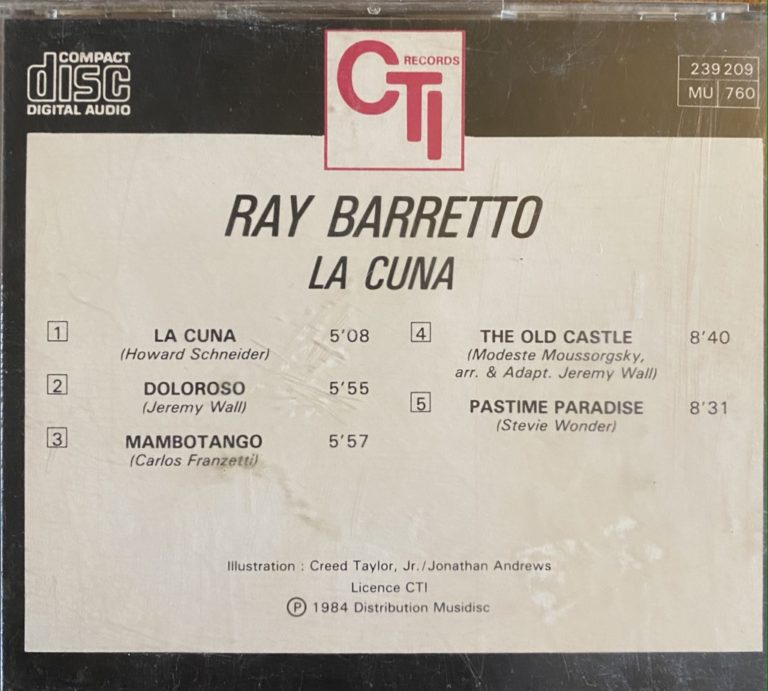 COMPACT
disc
DIGITAL AUDIO
CTI RECORDS
239 209
MU 760
RAY BARRETTO
LA CUNA
1 LA CUNA 5'08
(Howard Schneider)
2 DOLOROSO 5'55
(Jeremy Wall)
3 MAMBOTANGO 5'57
(Carlos Franzetti)
4 THE OLD CASTLE 8'40
(Modeste Moussorgsky,
arr. & Adapt. Jeremy Wall)
5 PASTIME PARADISE 8'31
(Stevie Wonder)
Illustration : Creed Taylor, Jr./Jonathan Andrews
Licence CTI
Ⓟ 1984 Distribution Musidisc